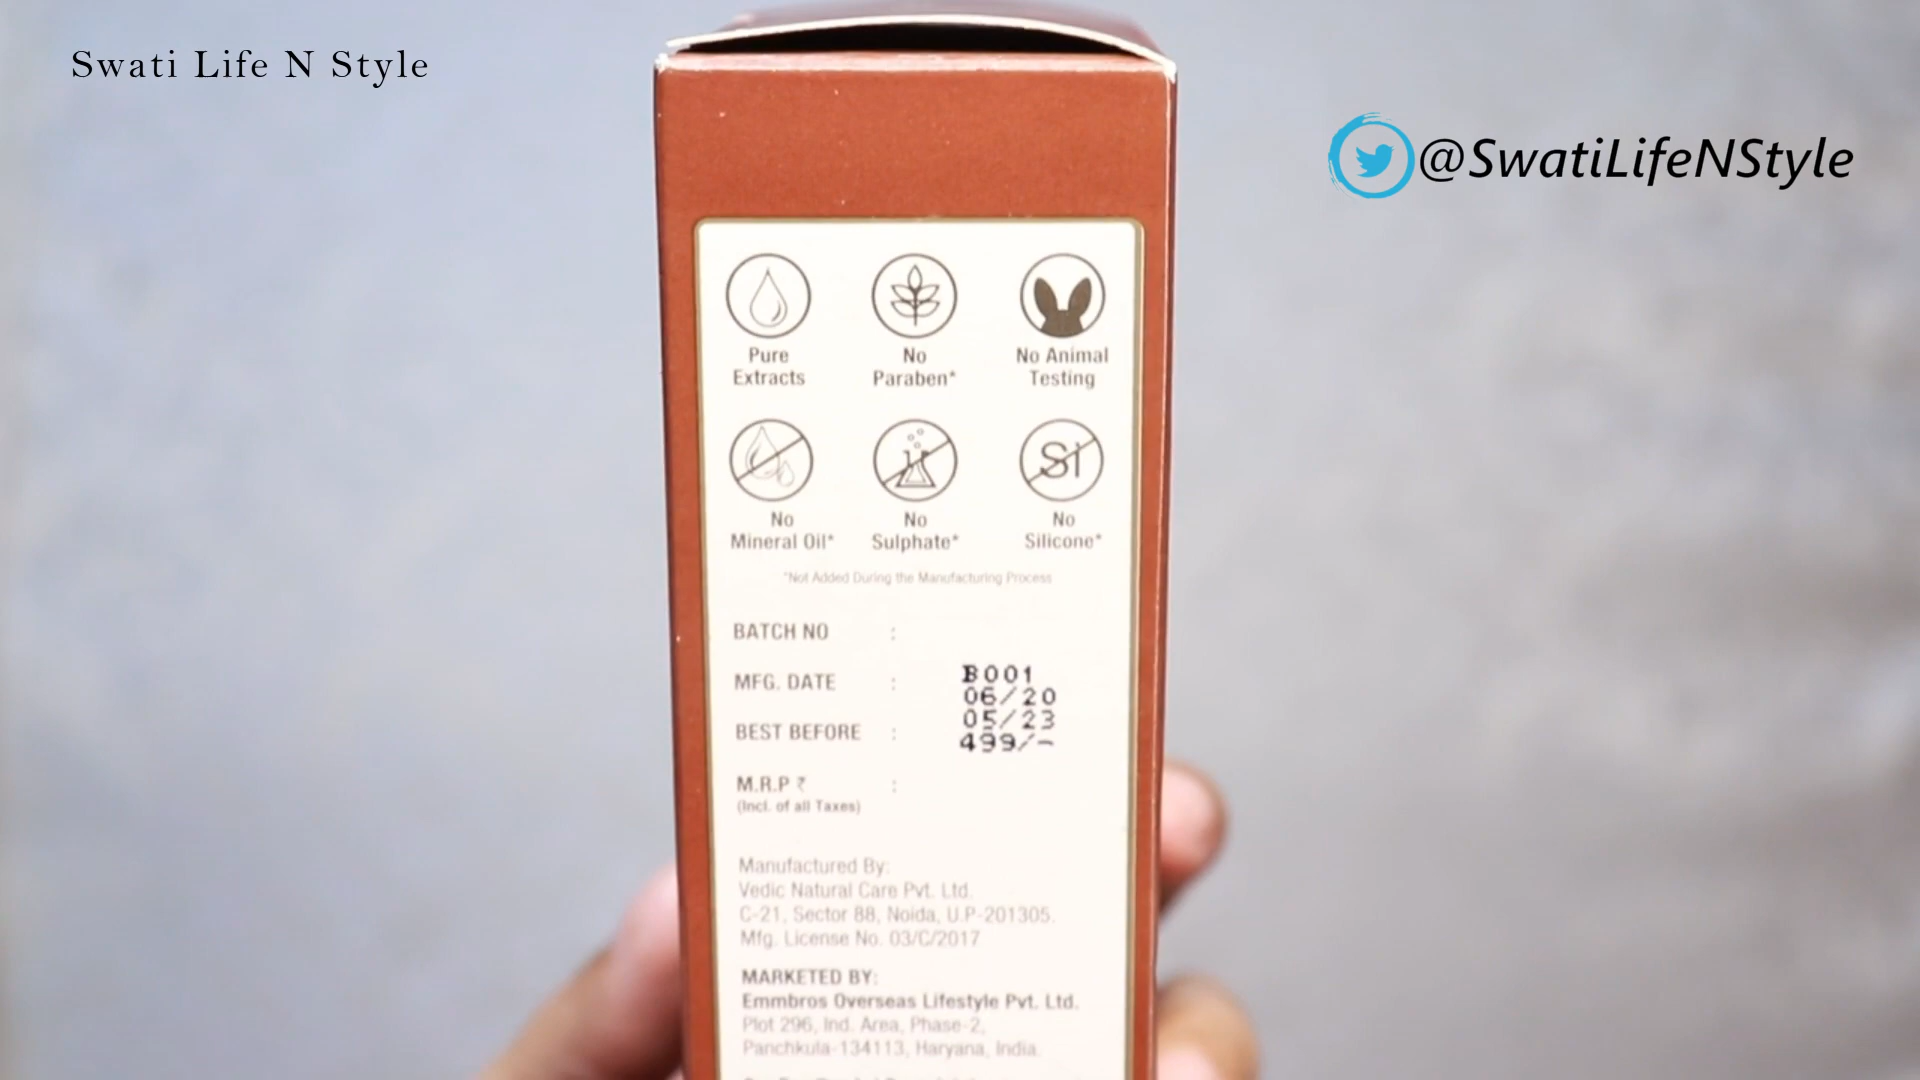 Swati Life N Style
@SwatiLifeNStyle
Pure
Extracts
No
Paraben*
No Animal
Testing
No
Mineral Oil*
No
Sulphate*
Si
No
Silicone*
*Not Added During the Manufacturing Process
BATCH NO :
MFG. DATE :
BEST BEFORE :
M.R.P ₹ :
(Incl. of all Taxes)
B001
06/20
05/23
499/-
Manufactured By:
Vedic Natural Care Pvt. Ltd.
C-21, Sector 88, Noida, U.P-201305.
Mfg. License No. 03/C/2017
MARKETED BY:
Emmbros Overseas Lifestyle Pvt. Ltd.
Plot 296, Ind. Area, Phase-2,
Panchkula-134113, Haryana, India.